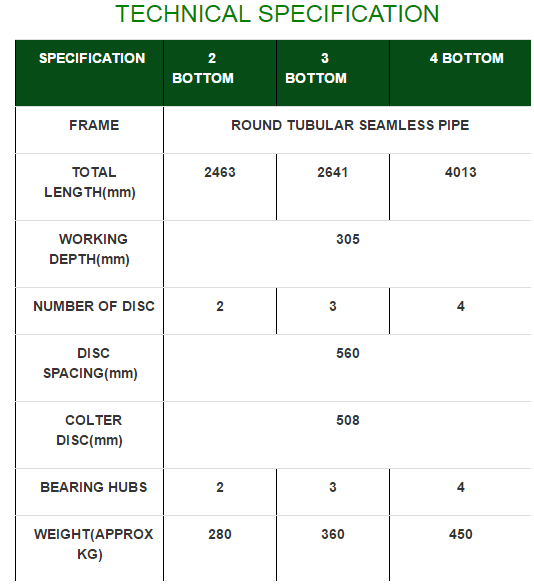 TECHNICAL SPECIFICATION
SPECIFICATION 2 BOTTOM 3 BOTTOM 4 BOTTOM
FRAME ROUND TUBULAR SEAMLESS PIPE
TOTAL LENGTH(mm) 2463 2641 4013
WORKING DEPTH(mm) 305
NUMBER OF DISC 2 3 4
DISC SPACING(mm) 560
COLTER DISC(mm) 508
BEARING HUBS 2 3 4
WEIGHT(APPROX KG) 280 360 450